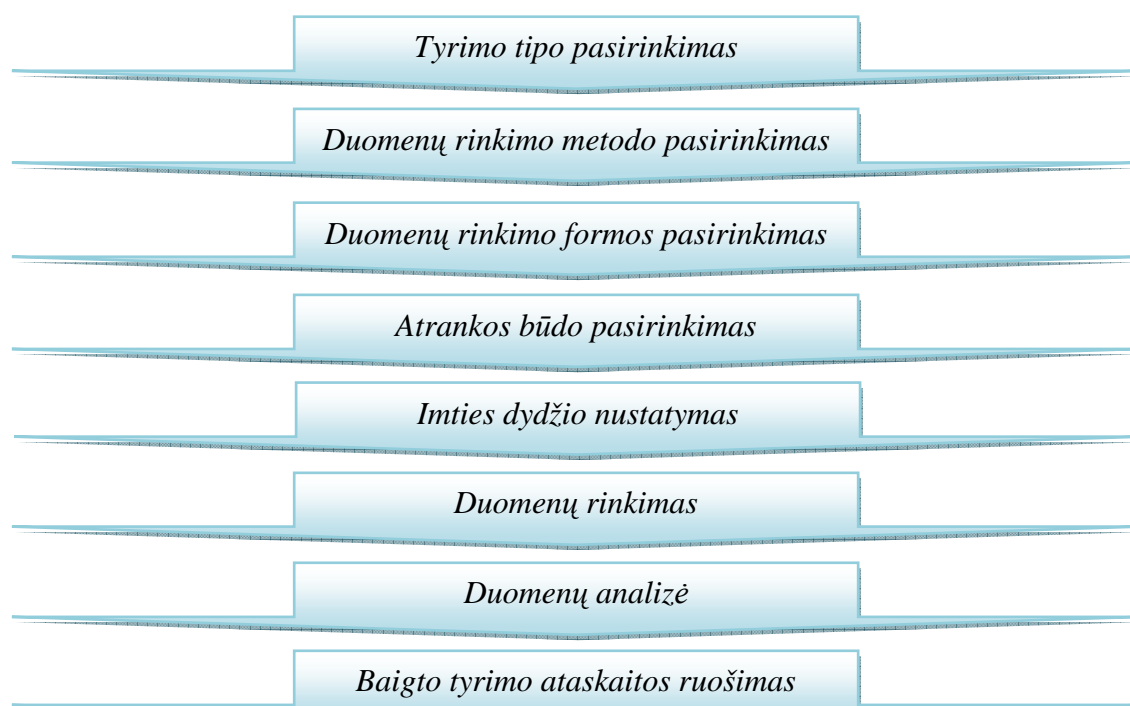 Tyrimo tipo pasirinkimas
Duomenų rinkimo metodo pasirinkimas
Duomenų rinkimo formos pasirinkimas
Atrankos būdo pasirinkimas
Imties dydžio nustatymas
Duomenų rinkimas
Duomenų analizė
Baigto tyrimo ataskaitos ruošimas